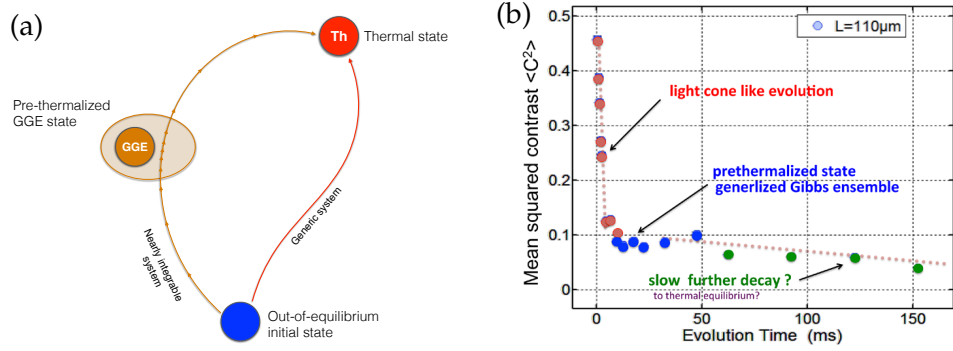 (a)
Th
Thermal state
Pre-thermalized
GGE state
GGE
Nearly integrable
system
Generic system
Out-of-equilibrium
initial state
(b)
Mean squared contrast <C²>
0.5
0.4
0.3
0.2
0.1
0
L=110µm
light cone like evolution
prethermalized state
generlized Gibbs ensemble
slow further decay ?
to thermal equilibrium?
0
50
100
150
Evolution Time (ms)